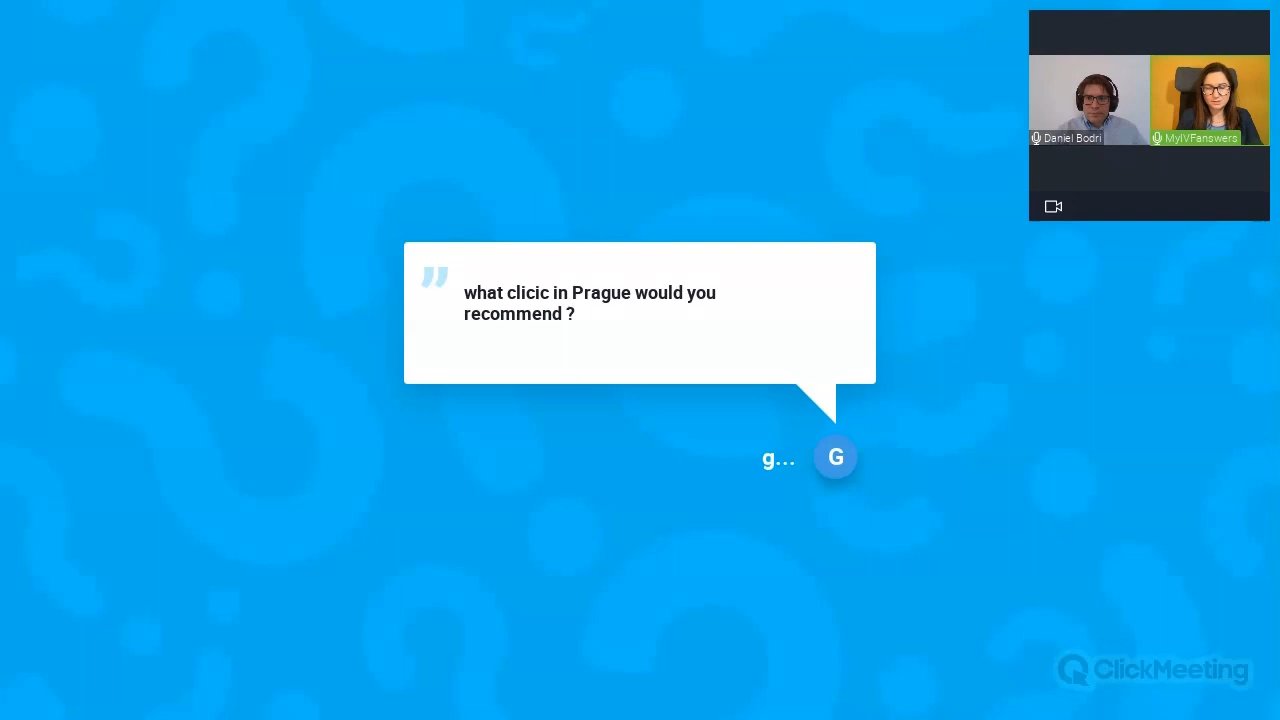 Daniel Bodri
MyIVFanswers
"
what clicic in Prague would you
recommend ?
g...
G
ClickMeeting